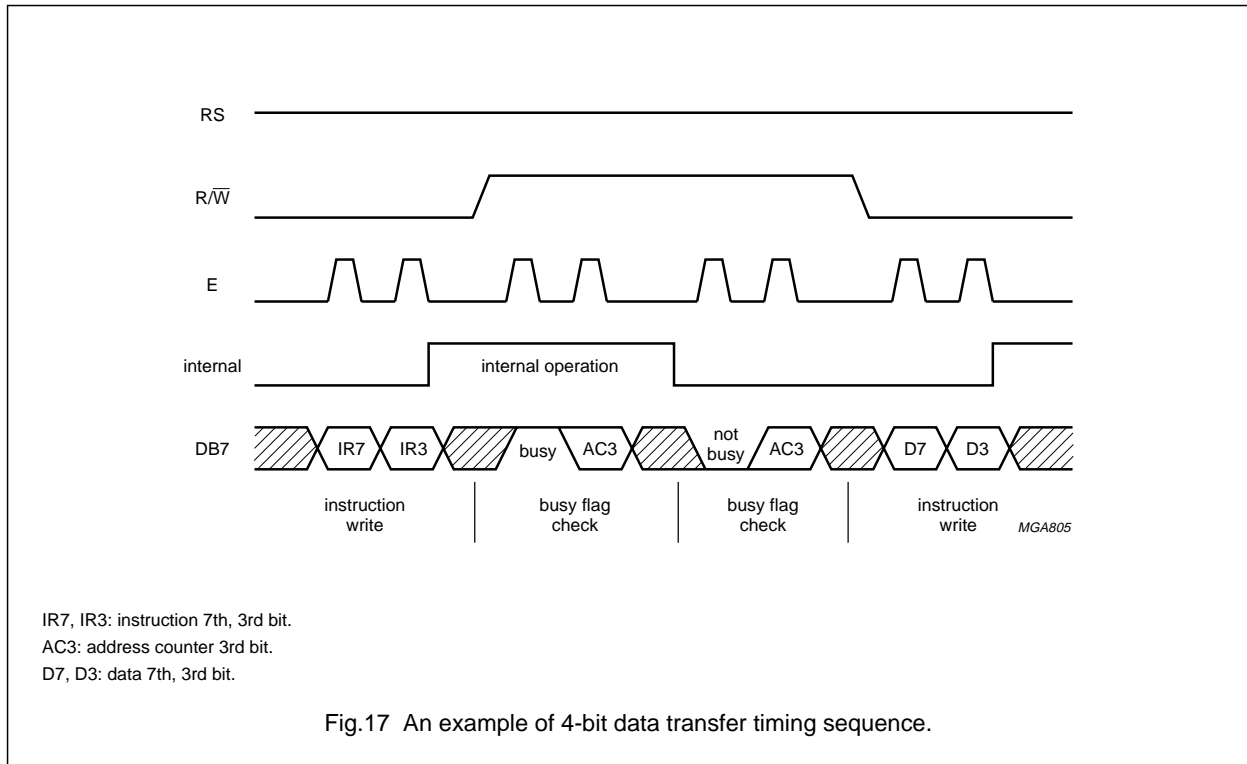 RS
R/W̅
E
internal
internal operation
DB7
IR7 IR3 busy AC3 not busy AC3 D7 D3
instruction write
busy flag check
busy flag check
instruction write
MGA805
IR7, IR3: instruction 7th, 3rd bit.
AC3: address counter 3rd bit.
D7, D3: data 7th, 3rd bit.
Fig.17 An example of 4-bit data transfer timing sequence.